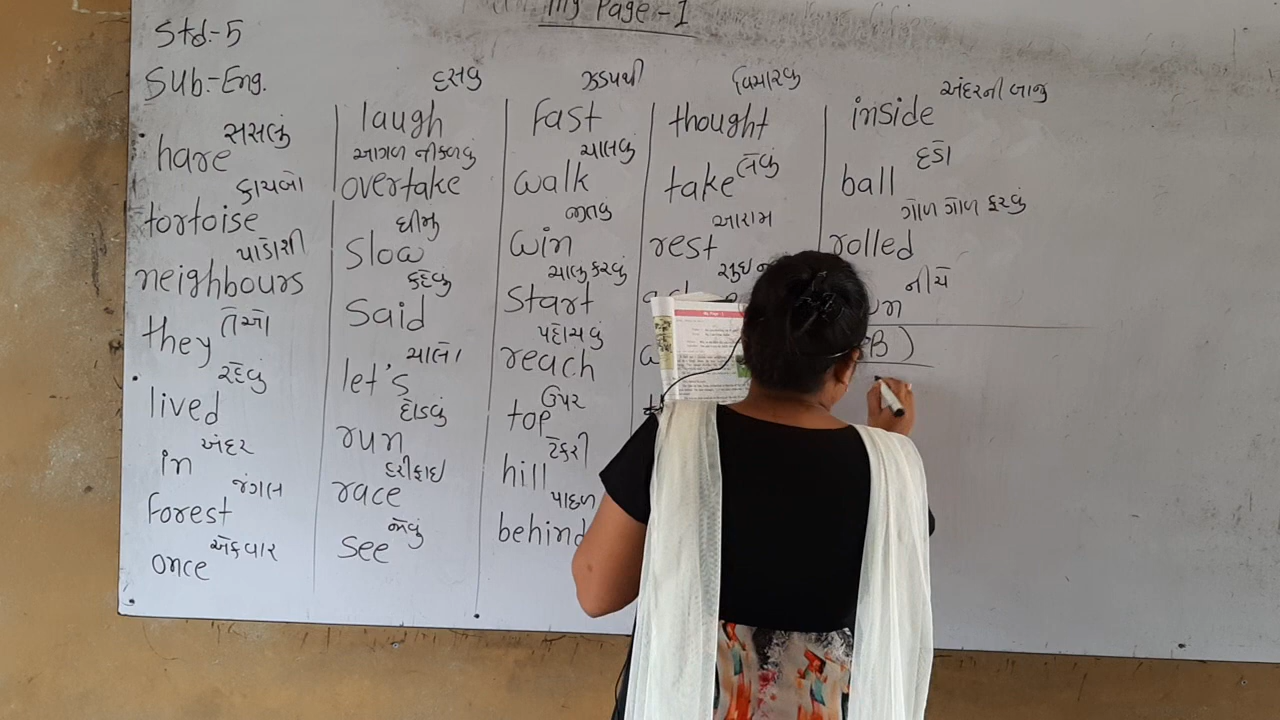 My Page - 1
Std.-5
Sub.-Eng.
સસલું
hare
કાચબો
tortoise
પાડોશી
neighbours
તેઓ
they
રહેવું
lived
અંદર
in
જંગલ
forest
એકવાર
once
હસવુ
laugh
આગળ નીકળવું
overtake
ધીમુ
slow
કહેવુ
said
ચાલો
let's
દોડવું
run
હરીફાઇ
race
જોવું
see
ઝડપથી
fast
ચાલવું
walk
જીતવુ
win
ચાલુ કરવું
start
પહોચવું
reach
ઉપર
top
ટેકરી
hill
પાછળ
behind
વિચારવુ
thought
લેવું
take
આરામ
rest
અંદરની બાજુ
inside
દડો
ball
ગોળ ગોળ ફરવું
rolled
નીચે
B)